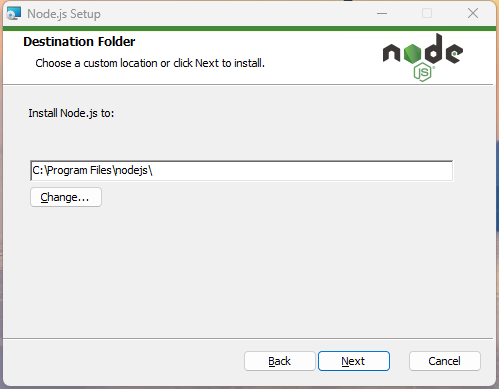 Node.js Setup
Destination Folder
Choose a custom location or click Next to install.
node
JS
Install Node.js to:
C:\Program Files\nodejs\
Change...
Back
Next
Cancel